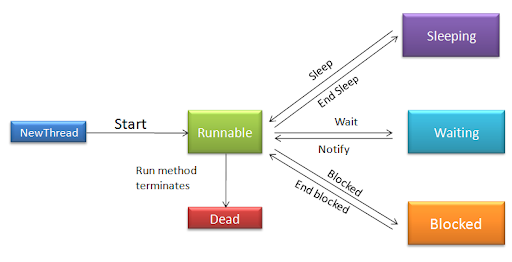 Sleeping
Sleep
End Sleep
Start
NewThread
Runnable
Wait
Notify
Waiting
Run method
terminates
Blocked
End blocked
Dead
Blocked